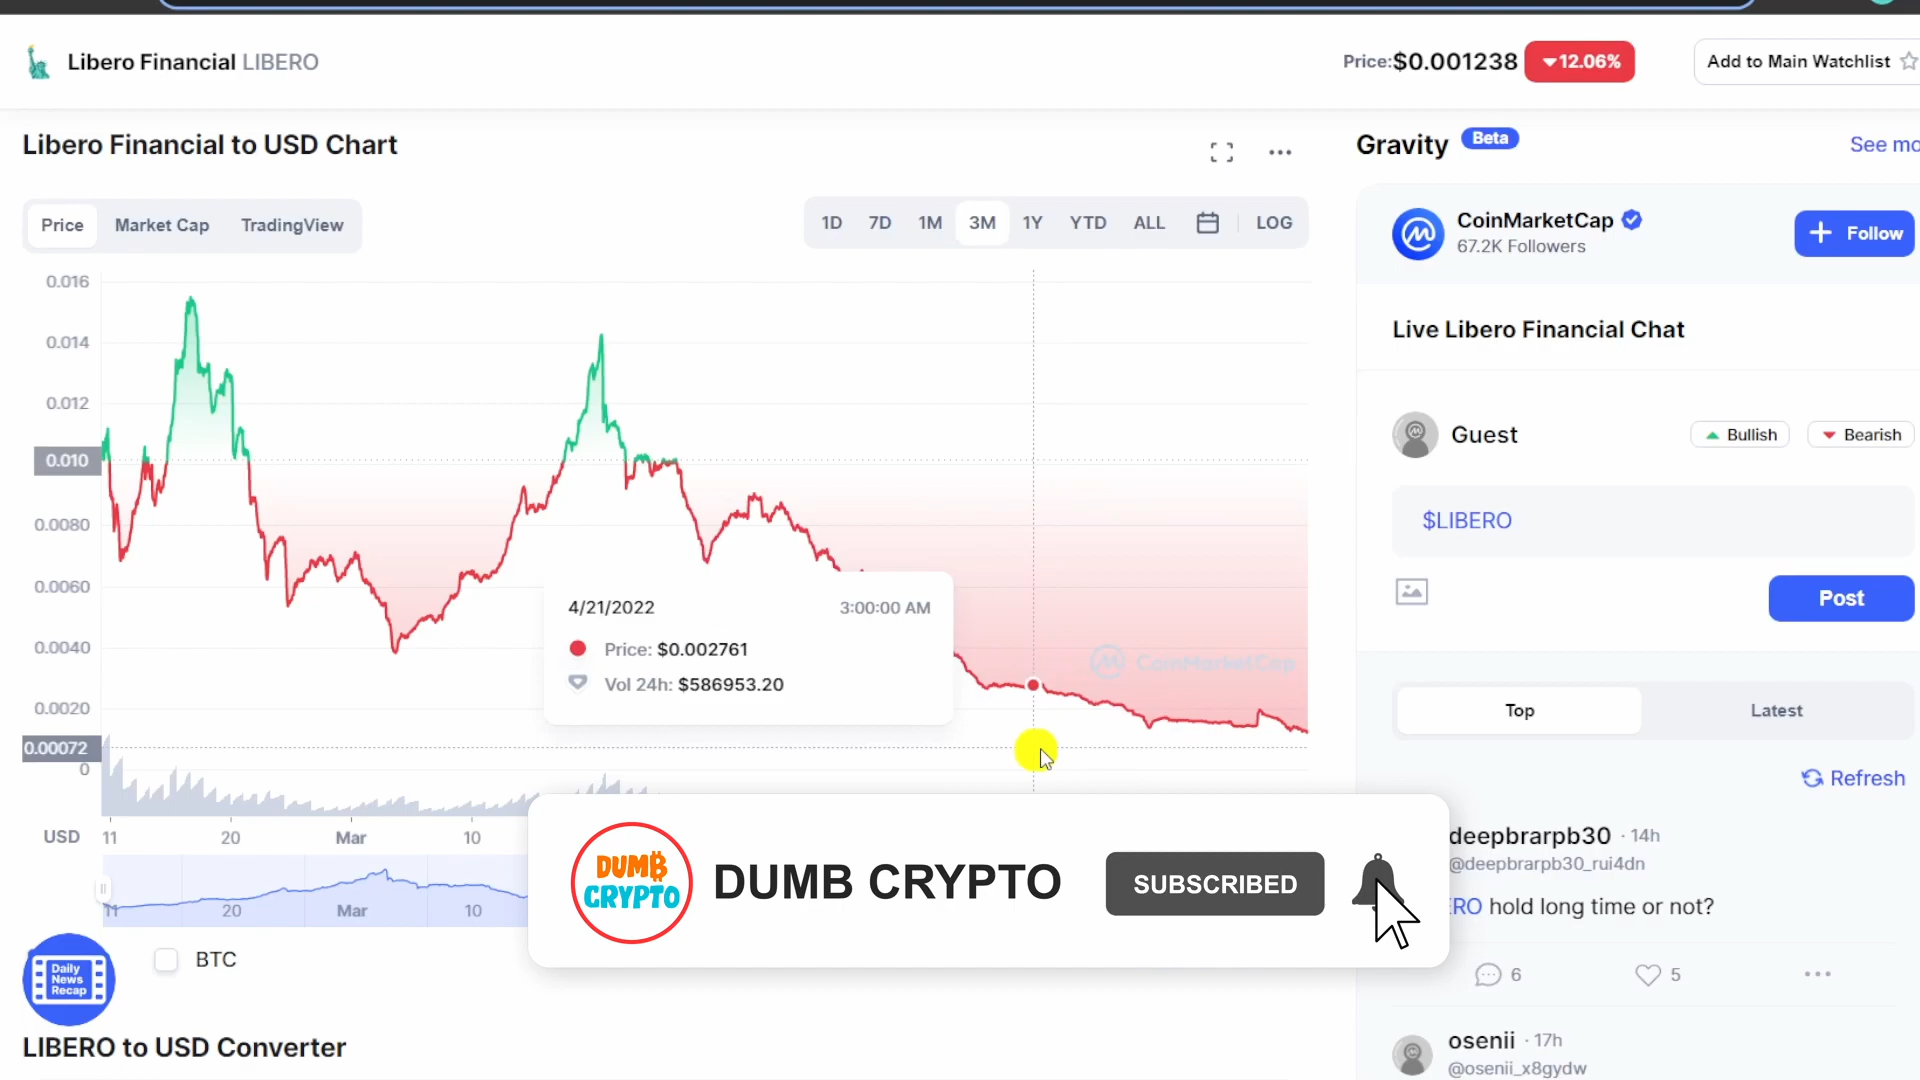 Libero Financial LIBERO
Price:$0.001238 12.06%
Add to Main Watchlist
Libero Financial to USD Chart
Price Market Cap TradingView
1D 7D 1M 3M 1Y YTD ALL LOG
0.016
0.014
0.012
0.010
0.0080
0.0060
0.0040
0.0020
0.00072
0
4/21/2022 3:00:00 AM
Price: $0.002761
Vol 24h: $586953.20
CoinMarketCap
USD 11 20 Mar 10
11 20 Mar 10
DUMB CRYPTO
DUMB CRYPTO
SUBSCRIBED
Daily News Recap
BTC
LIBERO to USD Converter
Gravity Beta
See mo
CoinMarketCap
67.2K Followers
Follow
Live Libero Financial Chat
Guest
Bullish Bearish
$LIBERO
Post
Top Latest
Refresh
deepbrarpb30 · 14h
@deepbrarpb30_rui4dn
ERO hold long time or not?
6 5
osenii · 17h
@osenii_x8gydw